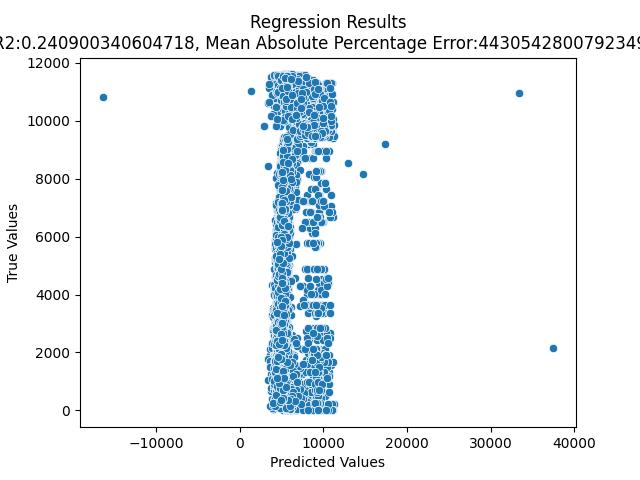 Regression Results
R2:0.240900340604718, Mean Absolute Percentage Error:4430542800792349
12000
10000
8000
6000
4000
2000
0
True Values
−10000 0 10000 20000 30000 40000
Predicted Values